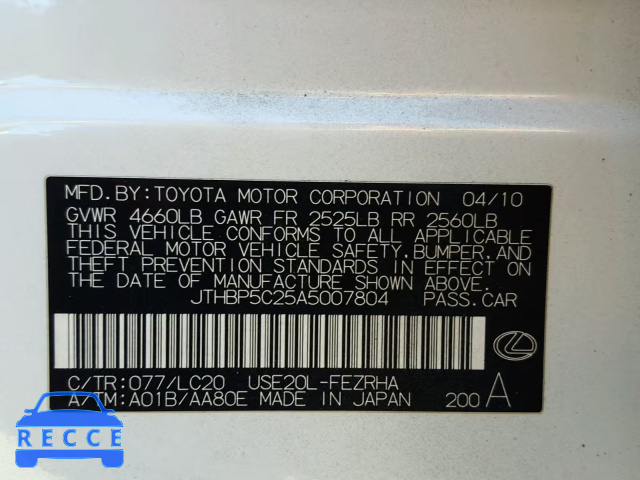 MFD. BY: TOYOTA MOTOR CORPORATION 04/10
GVWR 4660LB GAWR FR 2525LB RR 2560LB
THIS VEHICLE CONFORMS TO ALL APPLICABLE
FEDERAL MOTOR VEHICLE SAFETY, BUMPER, AND
THEFT PREVENTION STANDARDS IN EFFECT ON
THE DATE OF MANUFACTURE SHOWN ABOVE.
JTHBP5C25A5007804 PASS. CAR
C/TR: 077/LC20 USE20L-FEZRHA
A/TM: A01B/AA80E MADE IN JAPAN 200 A
RECCE